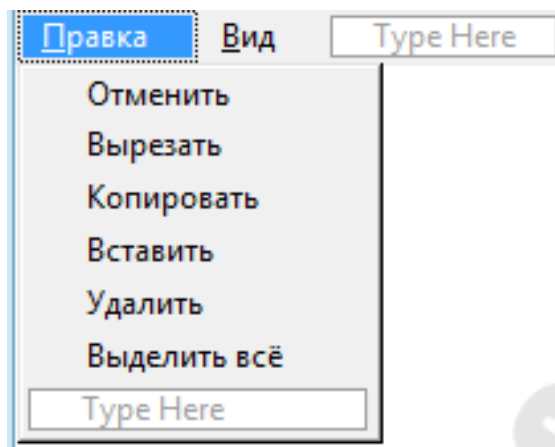 Правка Вид Type Here
Отменить
Вырезать
Копировать
Вставить
Удалить
Выделить всё
Type Here